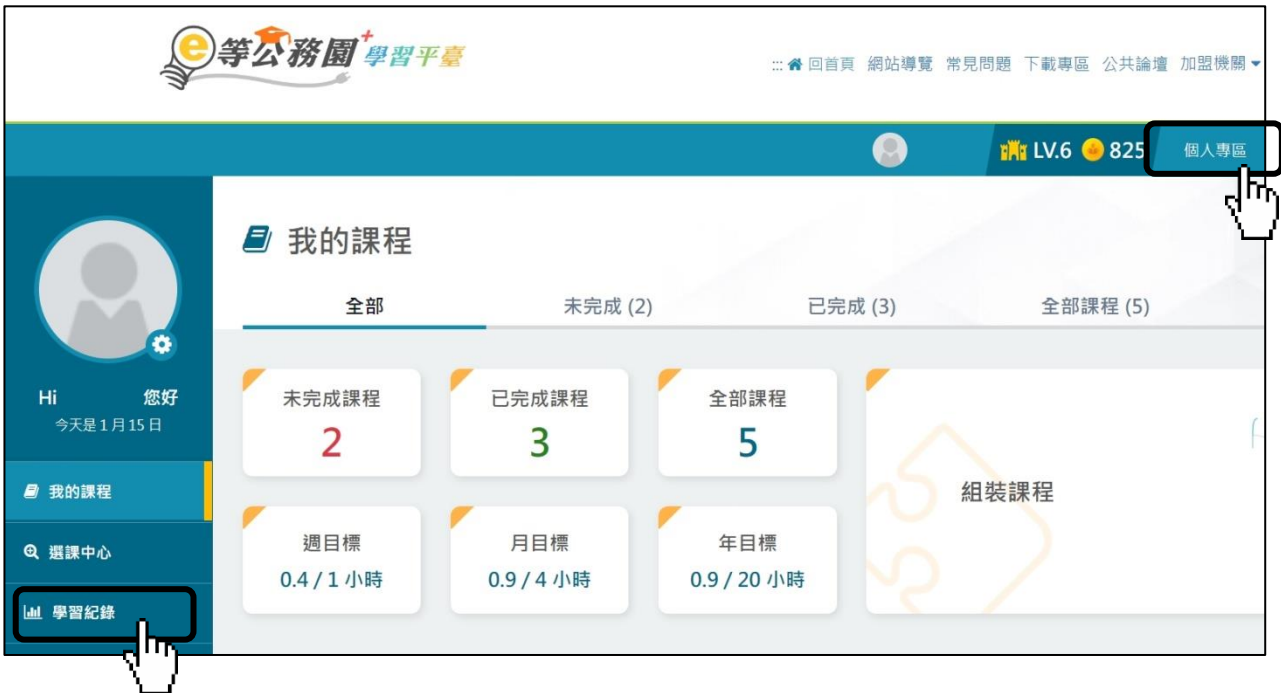 e等公務園+學習平臺
::: 回首頁 網站導覽 常見問題 下載專區 公共論壇 加盟機關
LV.6 825 個人專區
我的課程
全部 未完成 (2) 已完成 (3) 全部課程 (5)
Hi 您好
今天是1月15日
我的課程
選課中心
學習紀錄
未完成課程
2
已完成課程
3
全部課程
5
組裝課程
週目標
0.4 / 1 小時
月目標
0.9 / 4 小時
年目標
0.9 / 20 小時